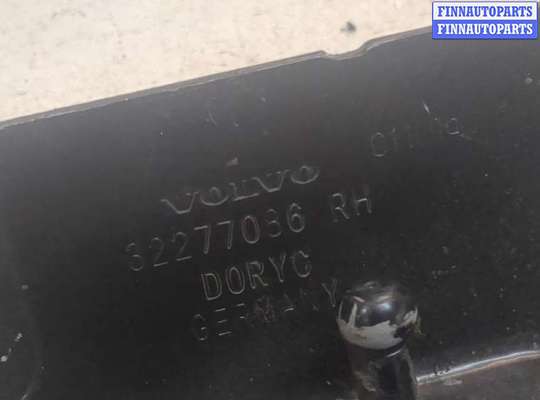 FINNAUTOPARTS
FINNAUTOPARTS
VOLVO
32277036 RH
DORYC
GERMANY